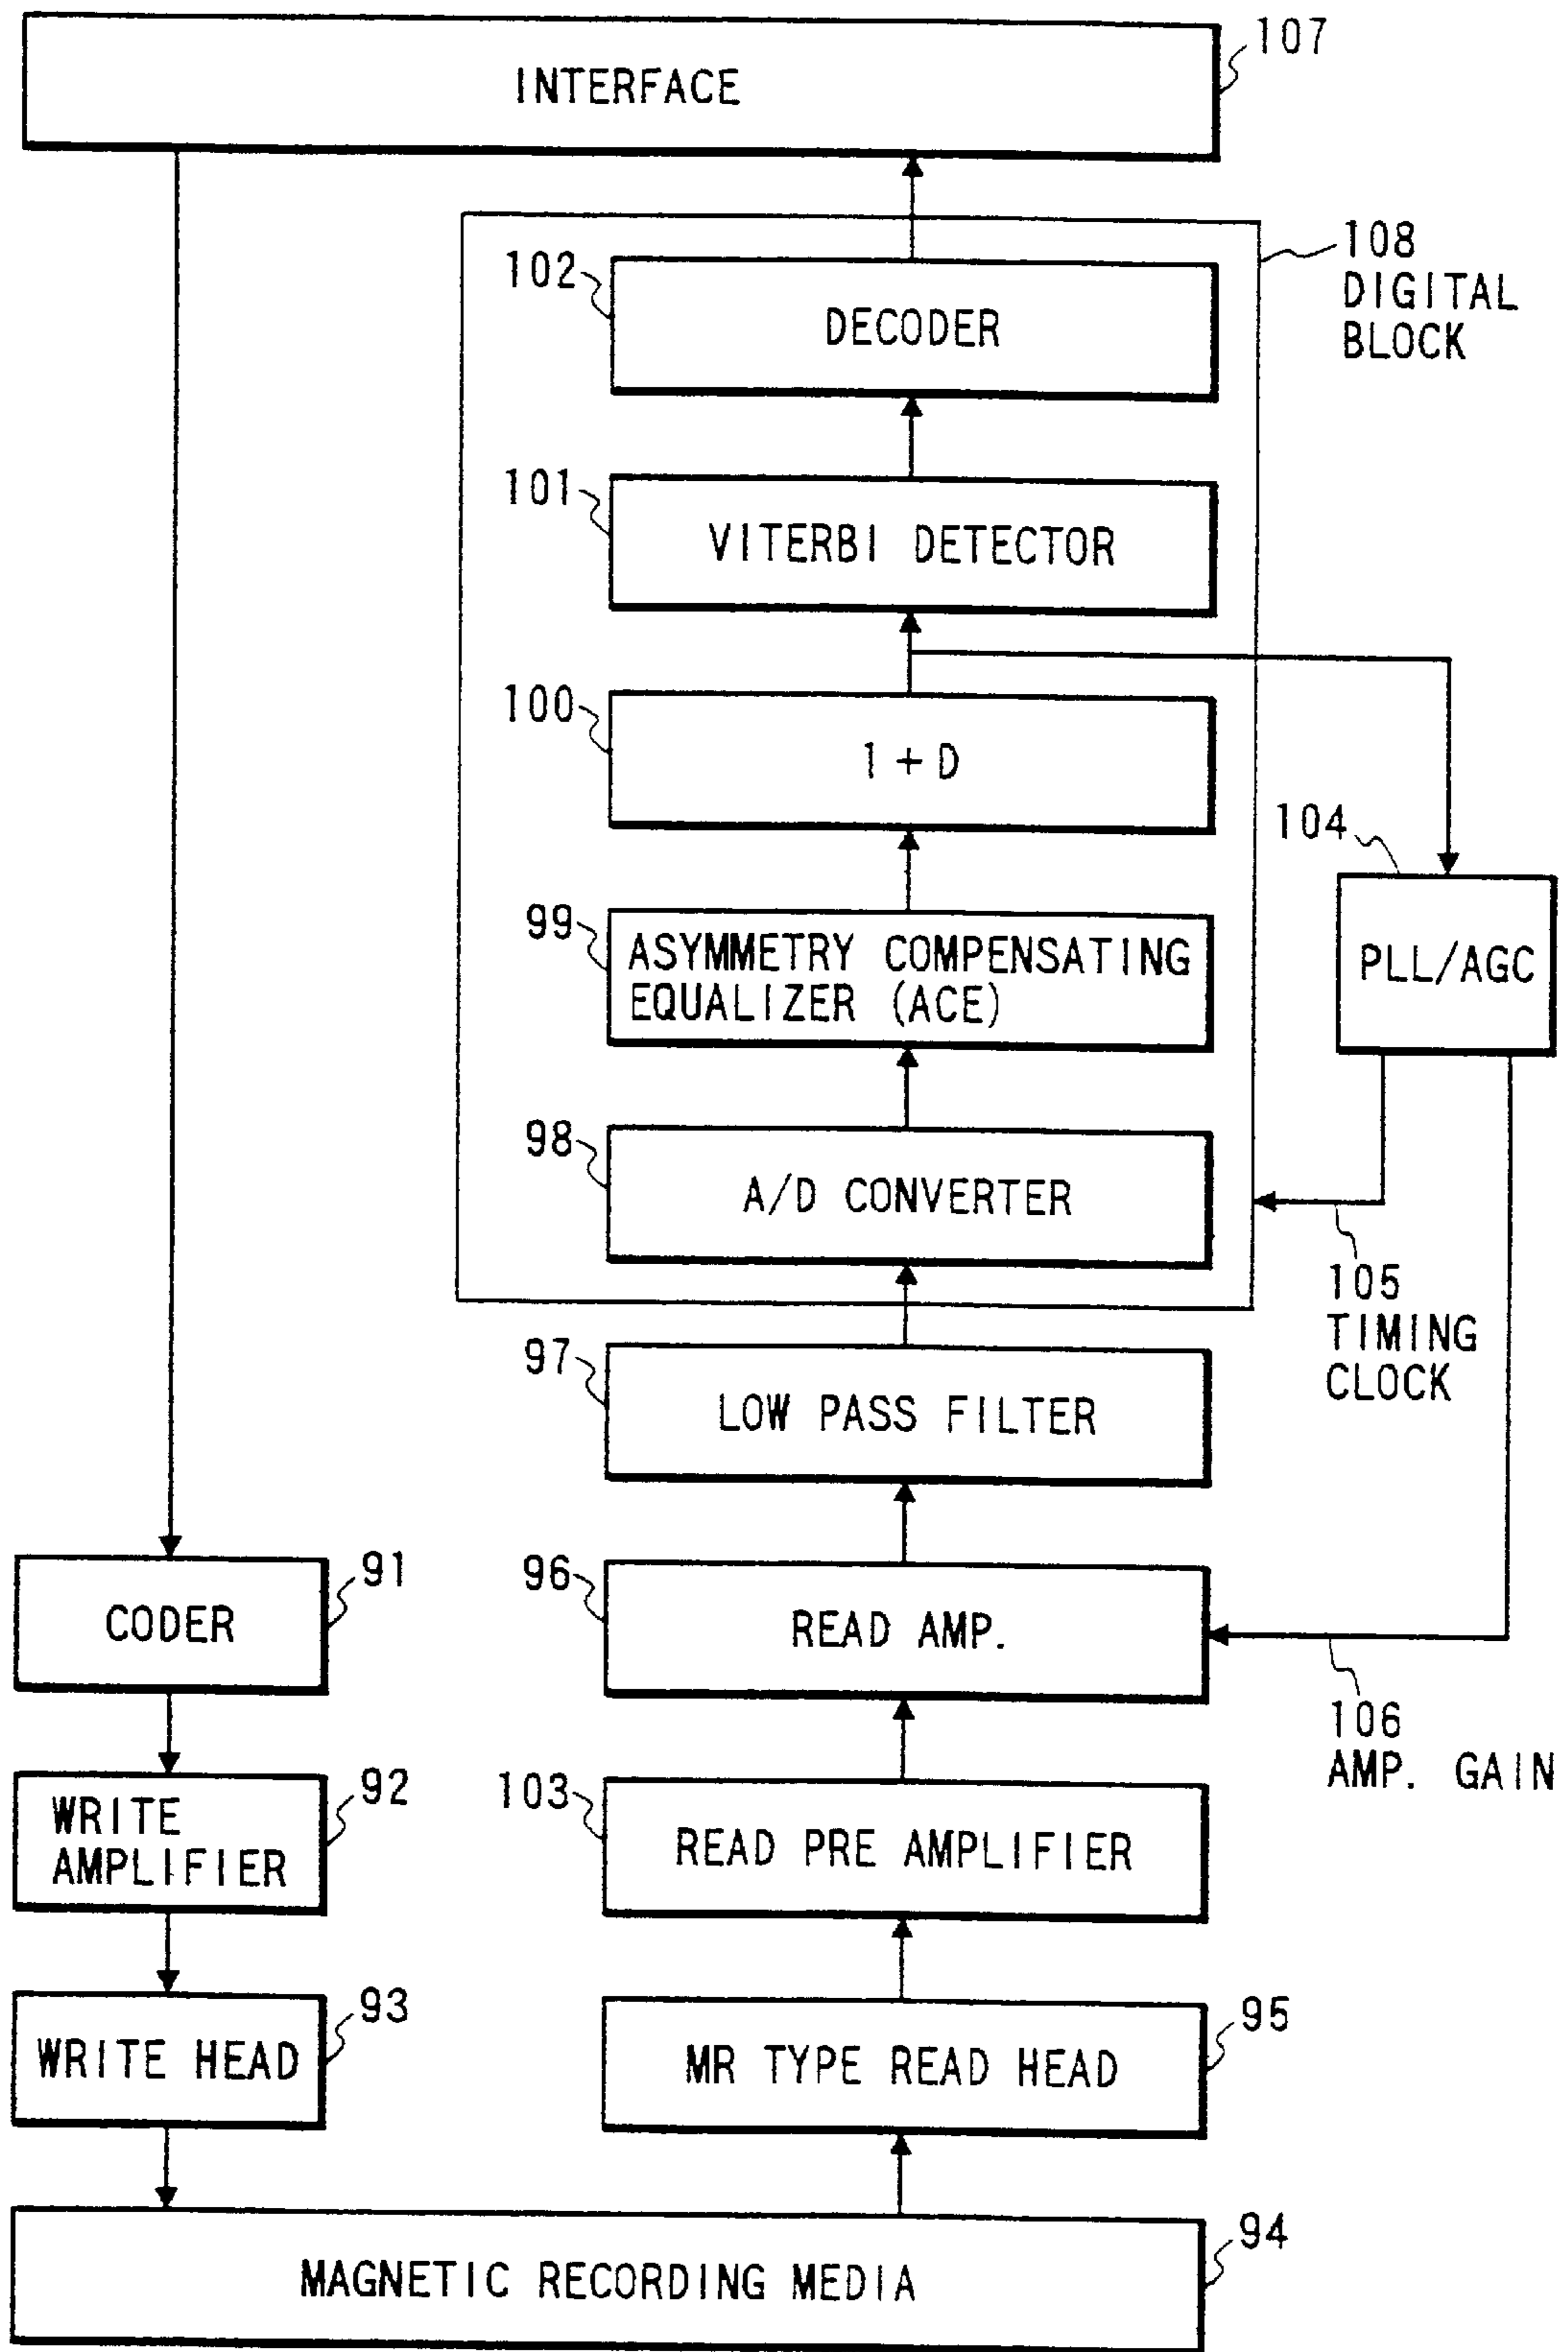 107
INTERFACE
108
DIGITAL
BLOCK
102
DECODER
101
VITERBI DETECTOR
100
1+D
104
PLL/AGC
99
ASYMMETRY COMPENSATING
EQUALIZER (ACE)
98
A/D CONVERTER
105
TIMING
CLOCK
97
LOW PASS FILTER
91
CODER
96
READ AMP.
106
AMP. GAIN
92
WRITE
AMPLIFIER
103
READ PRE AMPLIFIER
93
WRITE HEAD
95
MR TYPE READ HEAD
94
MAGNETIC RECORDING MEDIA